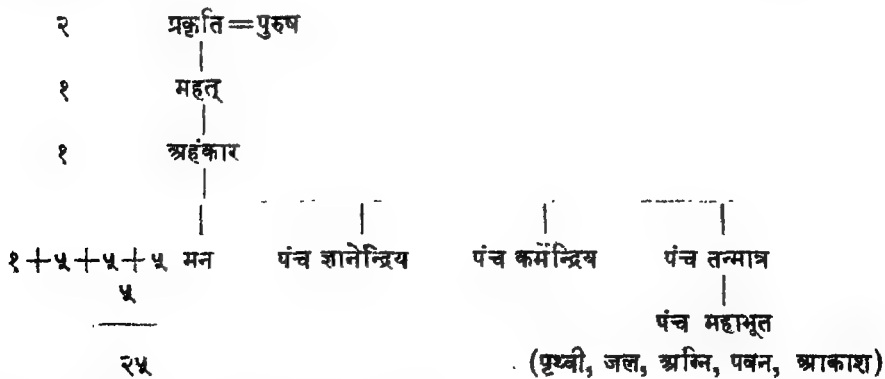 २ प्रकृति=पुरुष
१ महत्
१ अहंकार
१+५+५+५ मन पंच ज्ञानेन्द्रिय पंच कर्मेन्द्रिय पंच तन्मात्र
५ पंच महाभूत
२५ (पृथ्वी, जल, अग्नि, पवन, आकाश)